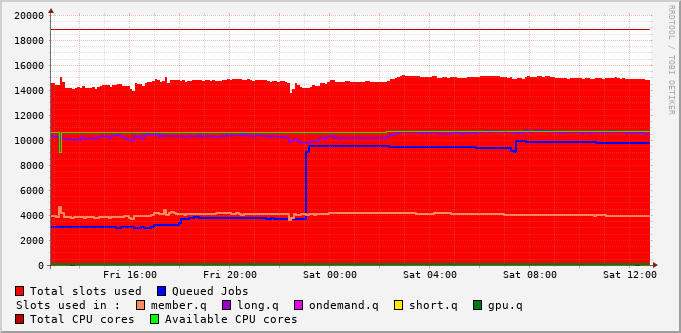 20000
18000
16000
14000
12000
10000
8000
6000
4000
2000
0
Fri 16:00 Fri 20:00 Sat 00:00 Sat 04:00 Sat 08:00 Sat 12:00
Total slots used Queued Jobs
Slots used in : member.q long.q ondemand.q short.q gpu.q
Total CPU cores Available CPU cores
RRDTOOL / TOBI OETIKER